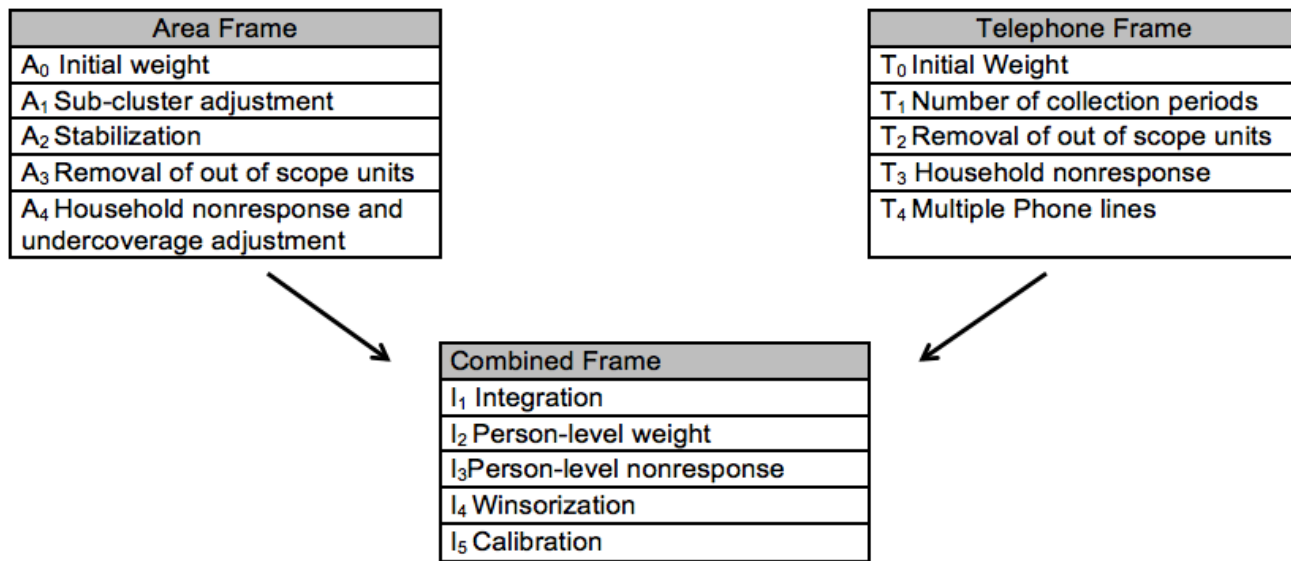 Area Frame
A₀ Initial weight
A₁ Sub-cluster adjustment
A₂ Stabilization
A₃ Removal of out of scope units
A₄ Household nonresponse and
undercoverage adjustment
Telephone Frame
T₀ Initial Weight
T₁ Number of collection periods
T₂ Removal of out of scope units
T₃ Household nonresponse
T₄ Multiple Phone lines
Combined Frame
I₁ Integration
I₂ Person-level weight
I₃Person-level nonresponse
I₄ Winsorization
I₅ Calibration